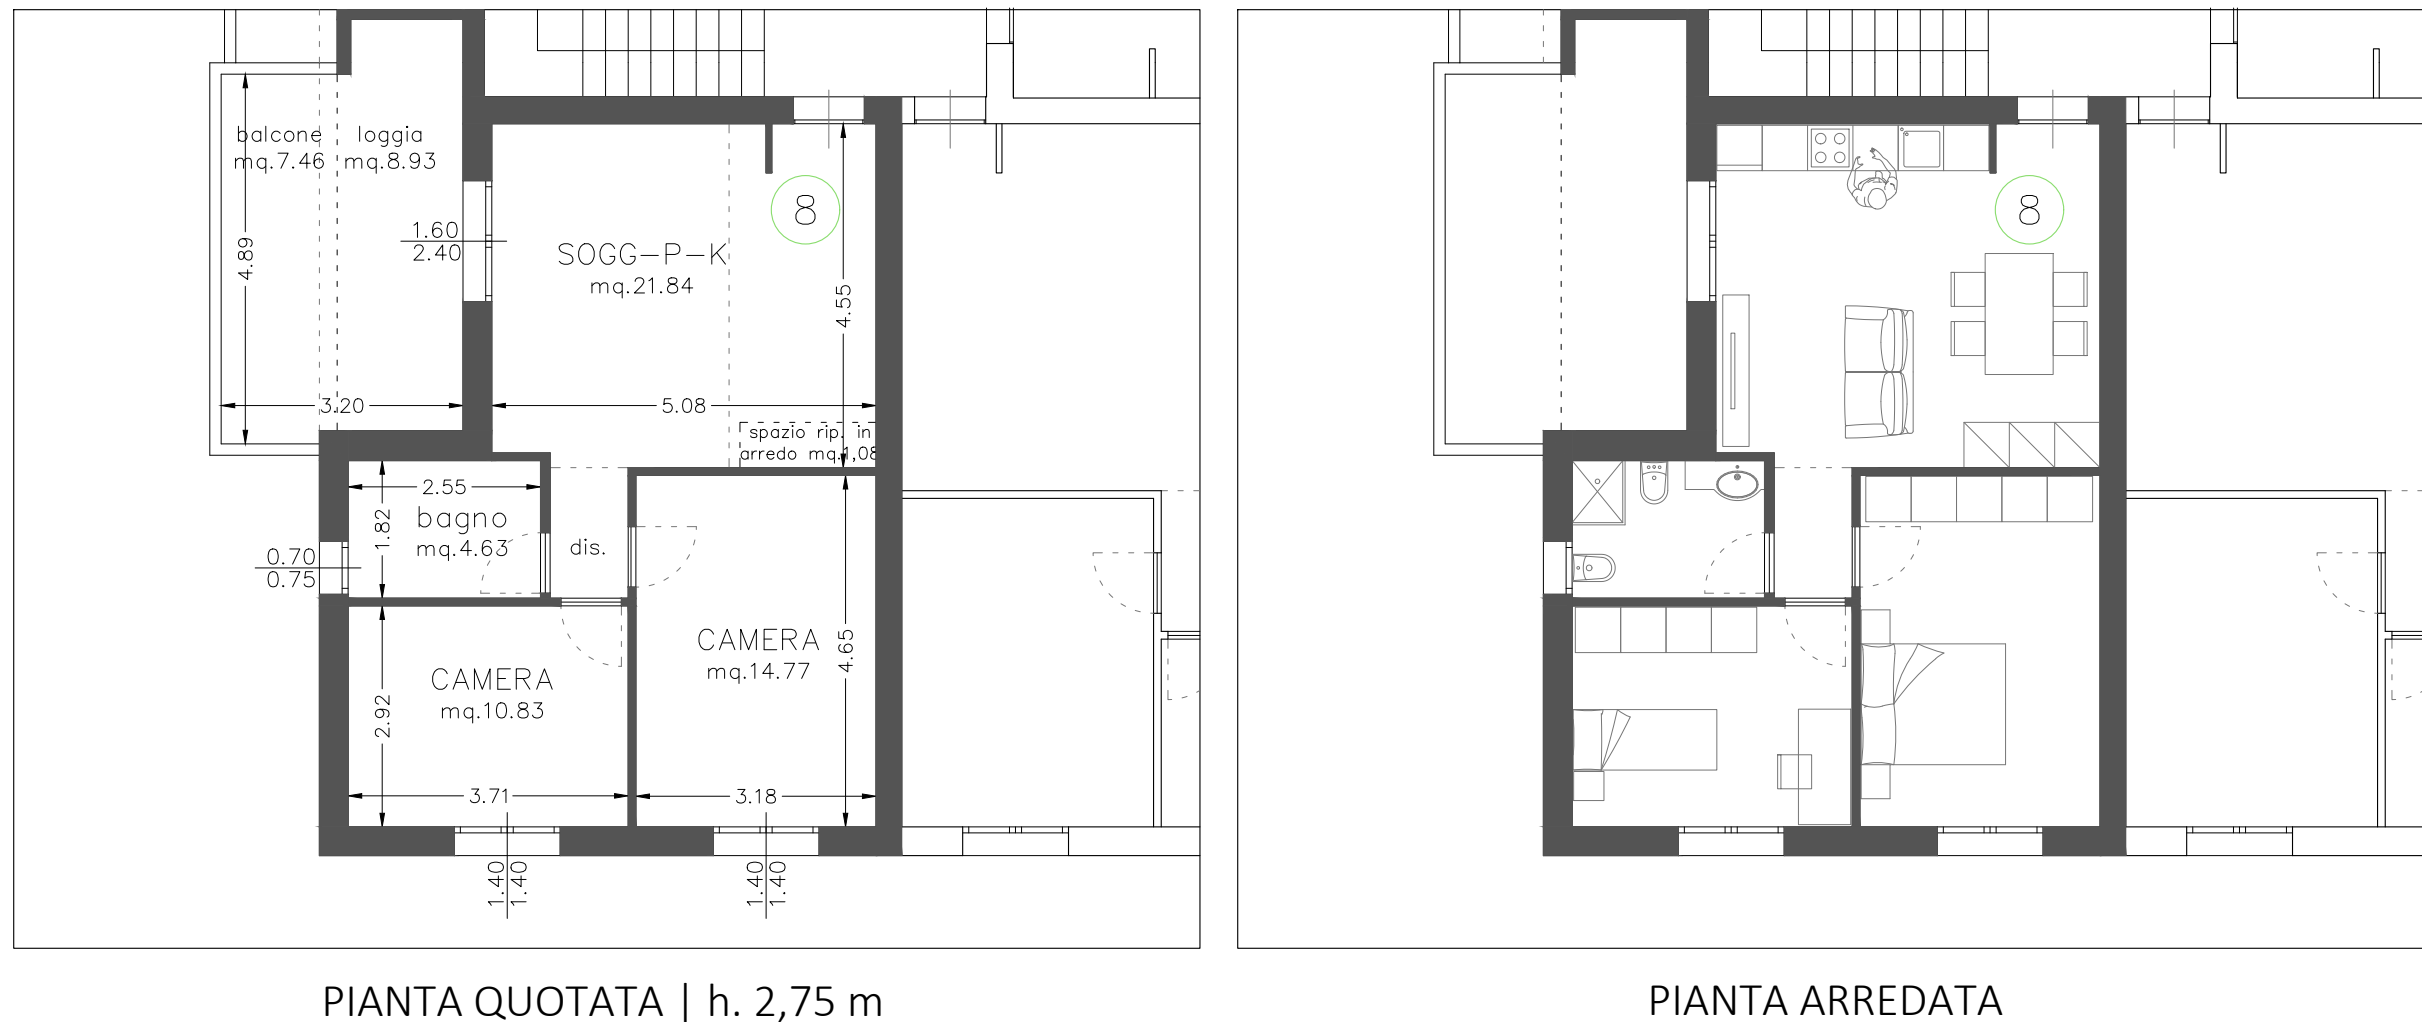 balcone
mq.7.46
loggia
mq.8.93
4.89
1.60
2.40
SOGG-P-K
mq.21.84
8
4.55
3.20
5.08
spazio rip. in
arredo mq.1,08
2.55
1.82
bagno
mq.4.63
dis.
0.70
0.75
CAMERA
mq.14.77
4.65
CAMERA
mq.10.83
2.92
3.71
3.18
1.40
1.40
1.40
1.40
PIANTA QUOTATA | h. 2,75 m
8
PIANTA ARREDATA